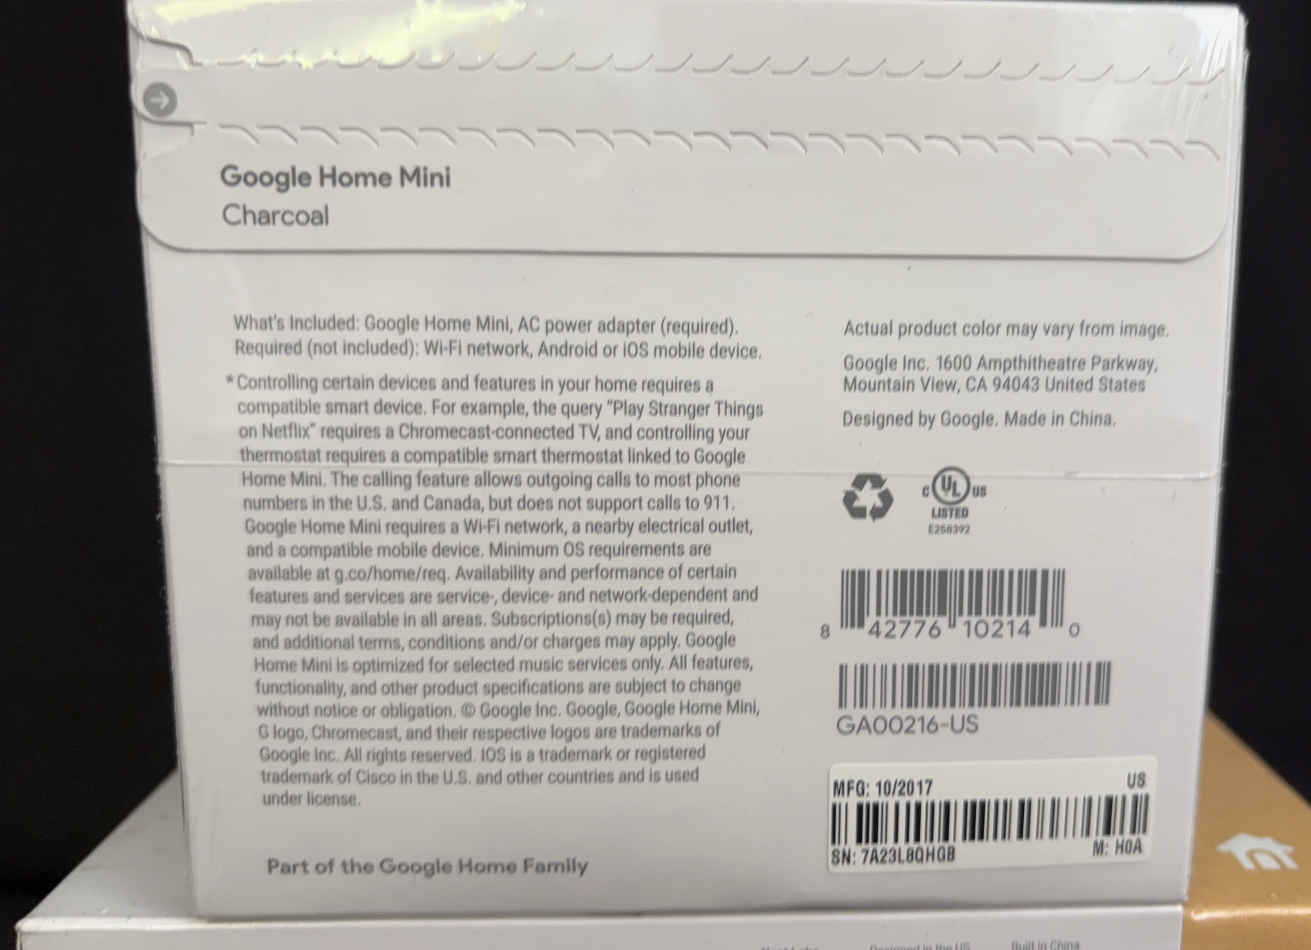 Google Home Mini
Charcoal
What's Included: Google Home Mini, AC power adapter (required).
Required (not included): Wi-Fi network, Android or iOS mobile device.
*Controlling certain devices and features in your home requires a
compatible smart device. For example, the query "Play Stranger Things
on Netflix" requires a Chromecast-connected TV, and controlling your
thermostat requires a compatible smart thermostat linked to Google
Home Mini. The calling feature allows outgoing calls to most phone
numbers in the U.S. and Canada, but does not support calls to 911.
Google Home Mini requires a Wi-Fi network, a nearby electrical outlet,
and a compatible mobile device. Minimum OS requirements are
available at g.co/home/req. Availability and performance of certain
features and services are service-, device- and network-dependent and
may not be available in all areas. Subscriptions(s) may be required,
and additional terms, conditions and/or charges may apply. Google
Home Mini is optimized for selected music services only. All features,
functionality, and other product specifications are subject to change
without notice or obligation. © Google Inc. Google, Google Home Mini,
G logo, Chromecast, and their respective logos are trademarks of
Google Inc. All rights reserved. IOS is a trademark or registered
trademark of Cisco in the U.S. and other countries and is used
under license.
Part of the Google Home Family
Actual product color may vary from image.
Google Inc. 1600 Ampthitheatre Parkway,
Mountain View, CA 94043 United States
Designed by Google. Made in China.
C UL US
LISTED
E258392
8 42776 10214 0
GA00216-US
MFG: 10/2017 US
SN: 7A23L8QHGB M: H0A
Designed in the US
Built in China